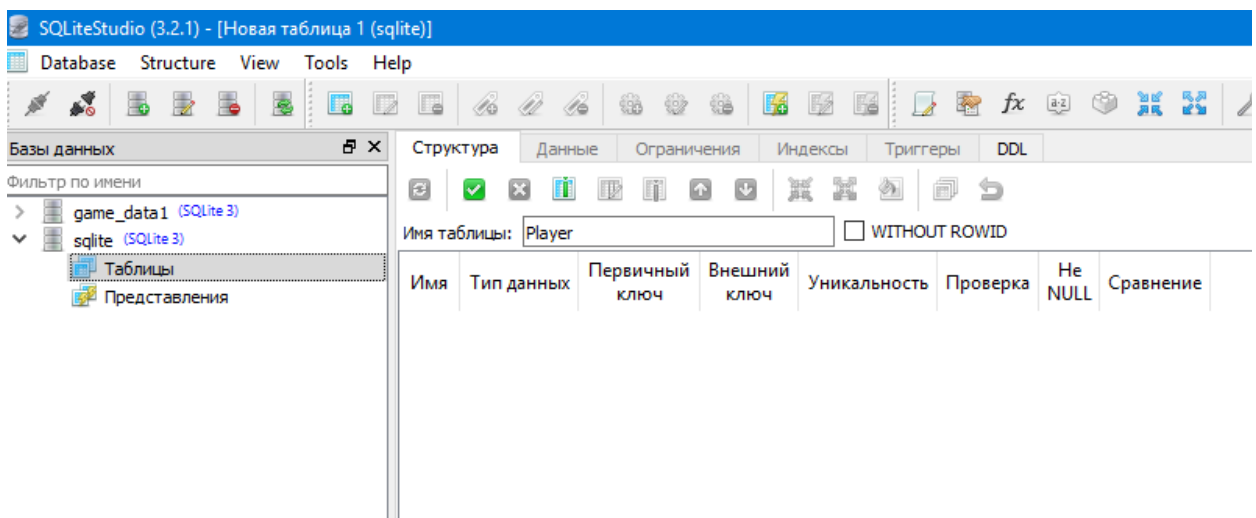 SQLiteStudio (3.2.1) - [Новая таблица 1 (sqlite)]
Database Structure View Tools Help
Базы данных
Фильтр по имени
game_data1 (SQLite 3)
sqlite (SQLite 3)
Таблицы
Представления
Структура Данные Ограничения Индексы Триггеры DDL
Имя таблицы: Player WITHOUT ROWID
Имя Тип данных Первичный ключ Внешний ключ Уникальность Проверка Не NULL Сравнение